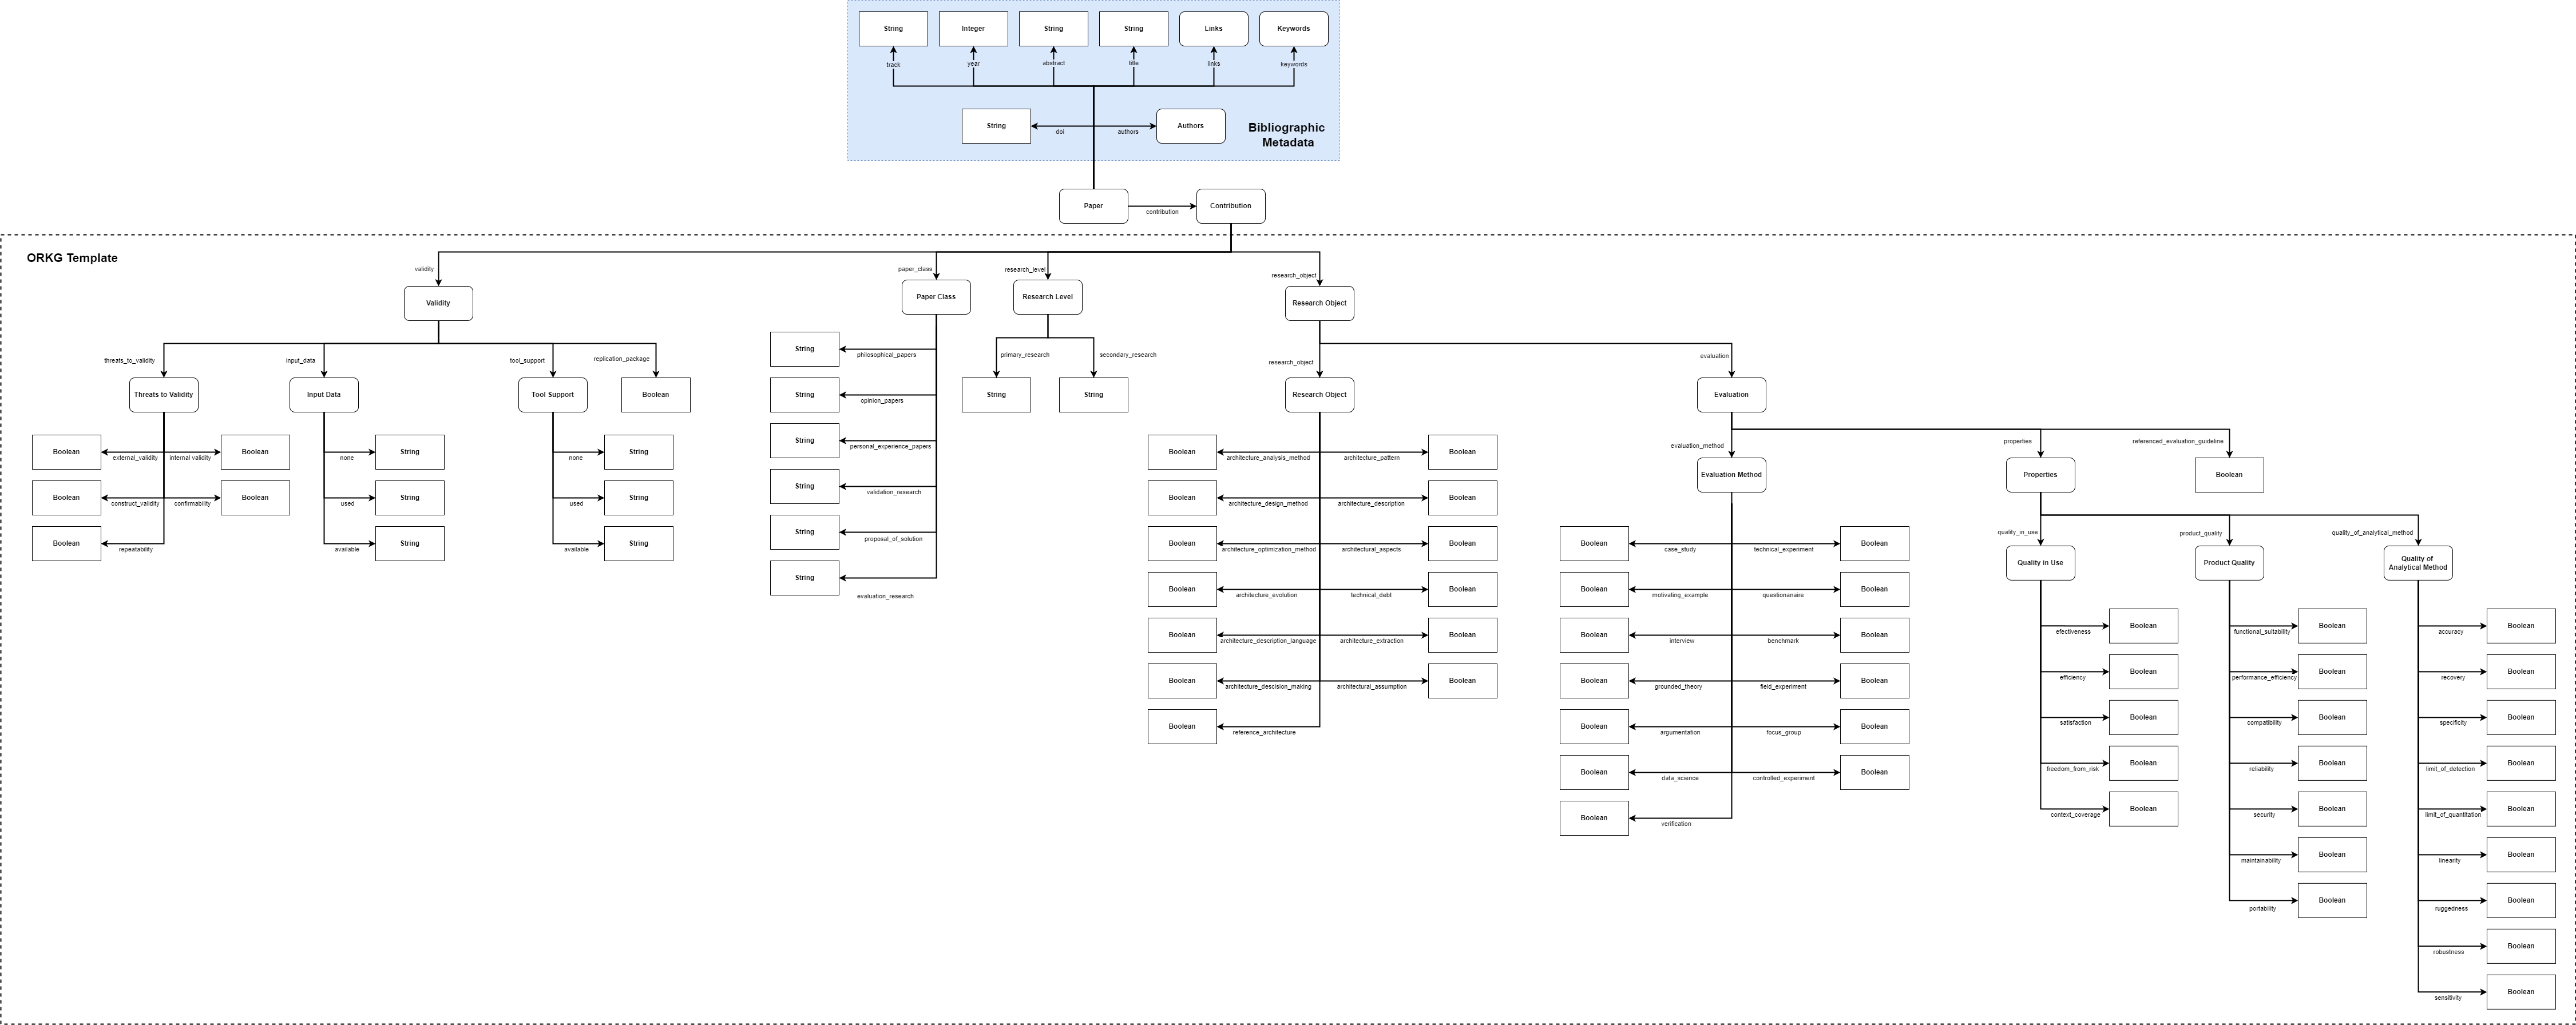 String
Integer
String
String
Links
Keywords
track
year
abstract
title
links
keywords
String
doi
authors
Authors
Bibliographic
Metadata
Paper
contribution
Contribution
ORKG Template
validity
paper_class
research_level
research_object
Validity
Paper Class
Research Level
Research Object
threats_to_validity
input_data
tool_support
replication_package
Threats to Validity
Input Data
Tool Support
Boolean
Boolean
external_validity
internal validity
Boolean
Boolean
construct_validity
confirmability
Boolean
Boolean
repeatability
none
String
used
String
available
String
none
String
used
String
available
String
String
philosophical_papers
String
opinion_papers
String
personal_experience_papers
String
validation_research
String
proposal_of_solution
String
evaluation_research
primary_research
secondary_research
String
String
research_object
evaluation
Research Object
Evaluation
Boolean
architecture_analysis_method
architecture_pattern
Boolean
Boolean
architecture_design_method
architecture_description
Boolean
Boolean
architecture_optimization_method
architectural_aspects
Boolean
Boolean
architecture_evolution
technical_debt
Boolean
Boolean
architecture_description_language
architecture_extraction
Boolean
Boolean
architecture_descision_making
architectural_assumption
Boolean
Boolean
reference_architecture
evaluation_method
properties
referenced_evaluation_guideline
Evaluation Method
Properties
Boolean
Boolean
case_study
technical_experiment
Boolean
Boolean
motivating_example
questionanaire
Boolean
Boolean
interview
benchmark
Boolean
Boolean
grounded_theory
field_experiment
Boolean
Boolean
argumentation
focus_group
Boolean
Boolean
data_science
controlled_experiment
Boolean
Boolean
verification
quality_in_use
product_quality
quality_of_analytical_method
Quality in Use
Product Quality
Quality of
Analytical Method
efectiveness
Boolean
efficiency
Boolean
satisfaction
Boolean
freedom_from_risk
Boolean
context_coverage
Boolean
functional_suitability
Boolean
performance_efficiency
Boolean
compatibility
Boolean
reliability
Boolean
security
Boolean
maintainability
Boolean
portability
Boolean
accuracy
Boolean
recovery
Boolean
specificity
Boolean
limit_of_detection
Boolean
limit_of_quantitation
Boolean
linearity
Boolean
ruggedness
Boolean
robustness
Boolean
sensitivity
Boolean